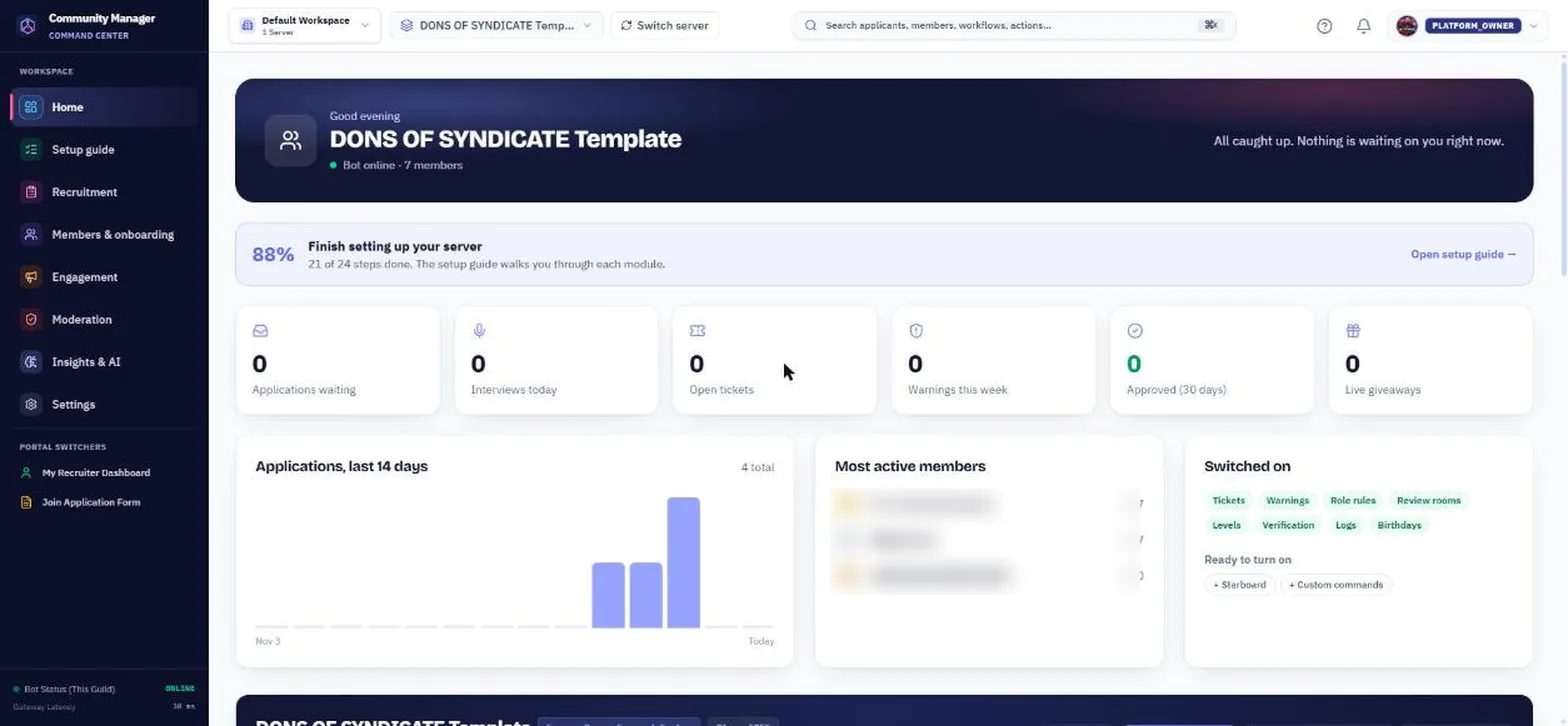 Community Manager
COMMAND CENTER
Default Workspace
1 Server
DONS OF SYNDICATE Temp...
Switch server
Search applicants, members, workflows, actions...
⌘K
PLATFORM_OWNER
WORKSPACE
Home
Setup guide
Recruitment
Members & onboarding
Engagement
Moderation
Insights & AI
Settings
PORTAL SWITCHERS
My Recruiter Dashboard
Join Application Form
Bot Status (This Guild) ONLINE
Gateway Latency
Good evening
DONS OF SYNDICATE Template
Bot online · 7 members
All caught up. Nothing is waiting on you right now.
88%
Finish setting up your server
21 of 24 steps done. The setup guide walks you through each module.
Open setup guide →
0
Applications waiting
0
Interviews today
0
Open tickets
0
Warnings this week
0
Approved (30 days)
0
Live giveaways
Applications, last 14 days
4 total
Nov 3
Today
Most active members
Switched on
Tickets Warnings Role rules Review rooms
Levels Verification Logs Birthdays
Ready to turn on
+ Starboard + Custom commands
DONS OF SYNDICATE Template